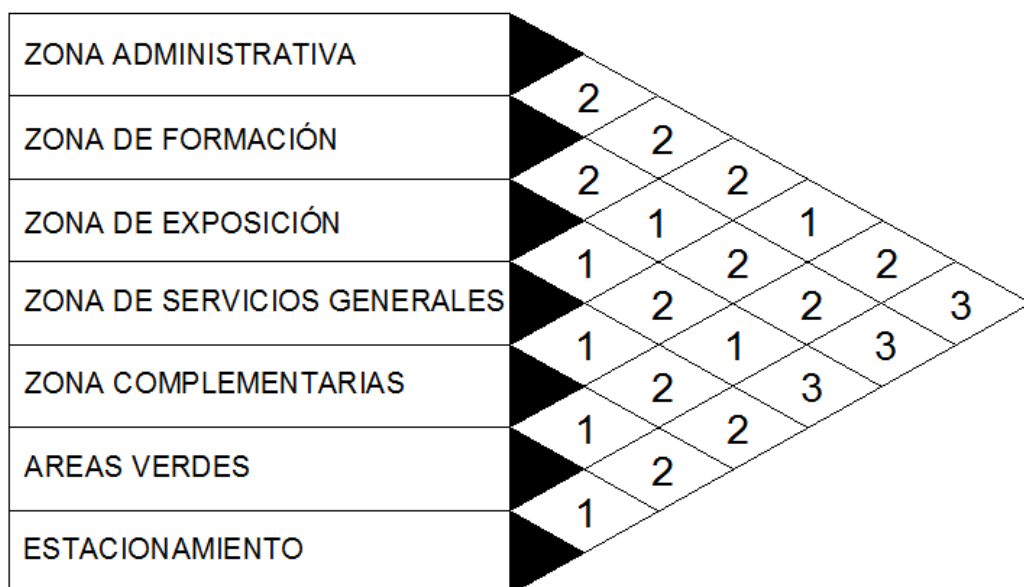 ZONA ADMINISTRATIVA
2
ZONA DE FORMACIÓN 2
2 2
ZONA DE EXPOSICIÓN 1 1
1 2 2
ZONA DE SERVICIOS GENERALES 2 2 3
1 1 3
ZONA COMPLEMENTARIAS 2 3
1 2
AREAS VERDES 2
1
ESTACIONAMIENTO